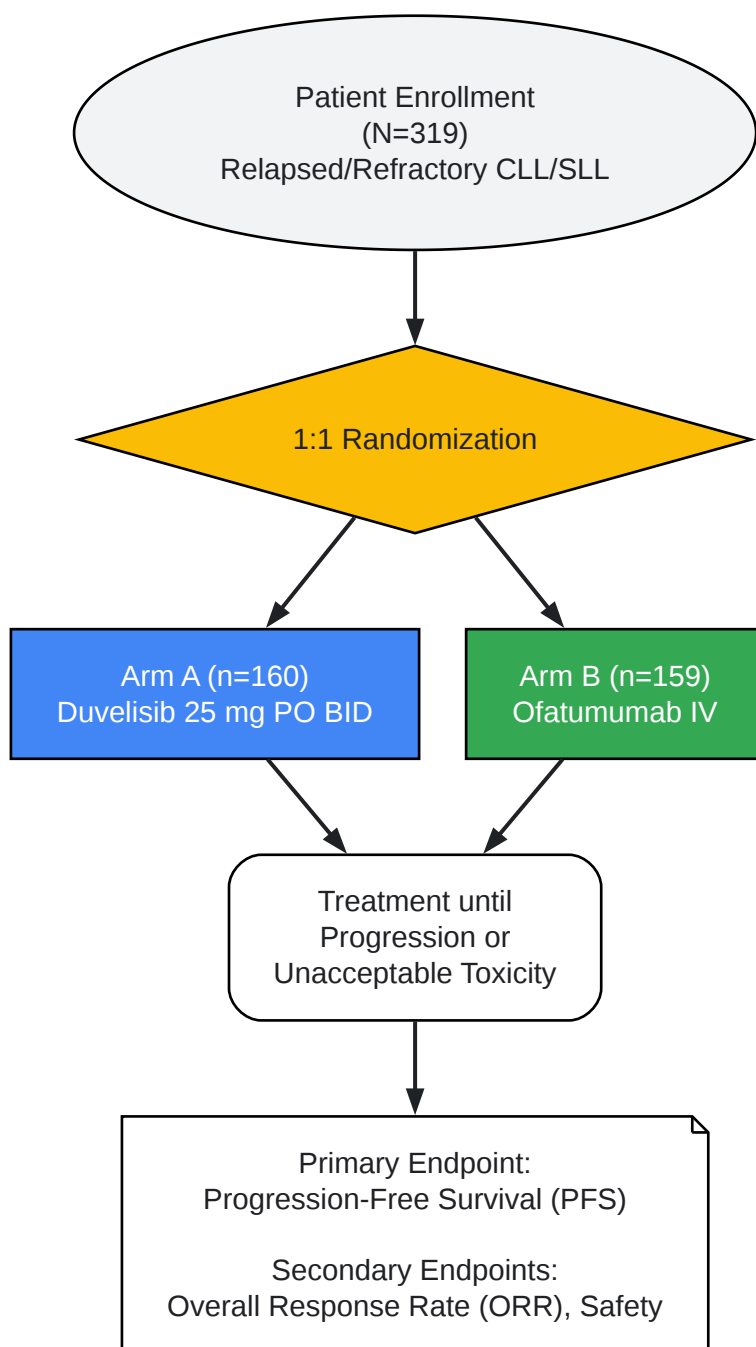 Patient Enrollment
(N=319)
Relapsed/Refractory CLL/SLL
1:1 Randomization
Arm A (n=160)
Duvelisib 25 mg PO BID
Arm B (n=159)
Ofatumumab IV
Treatment until
Progression or
Unacceptable Toxicity
Primary Endpoint:
Progression-Free Survival (PFS)
Secondary Endpoints:
Overall Response Rate (ORR), Safety